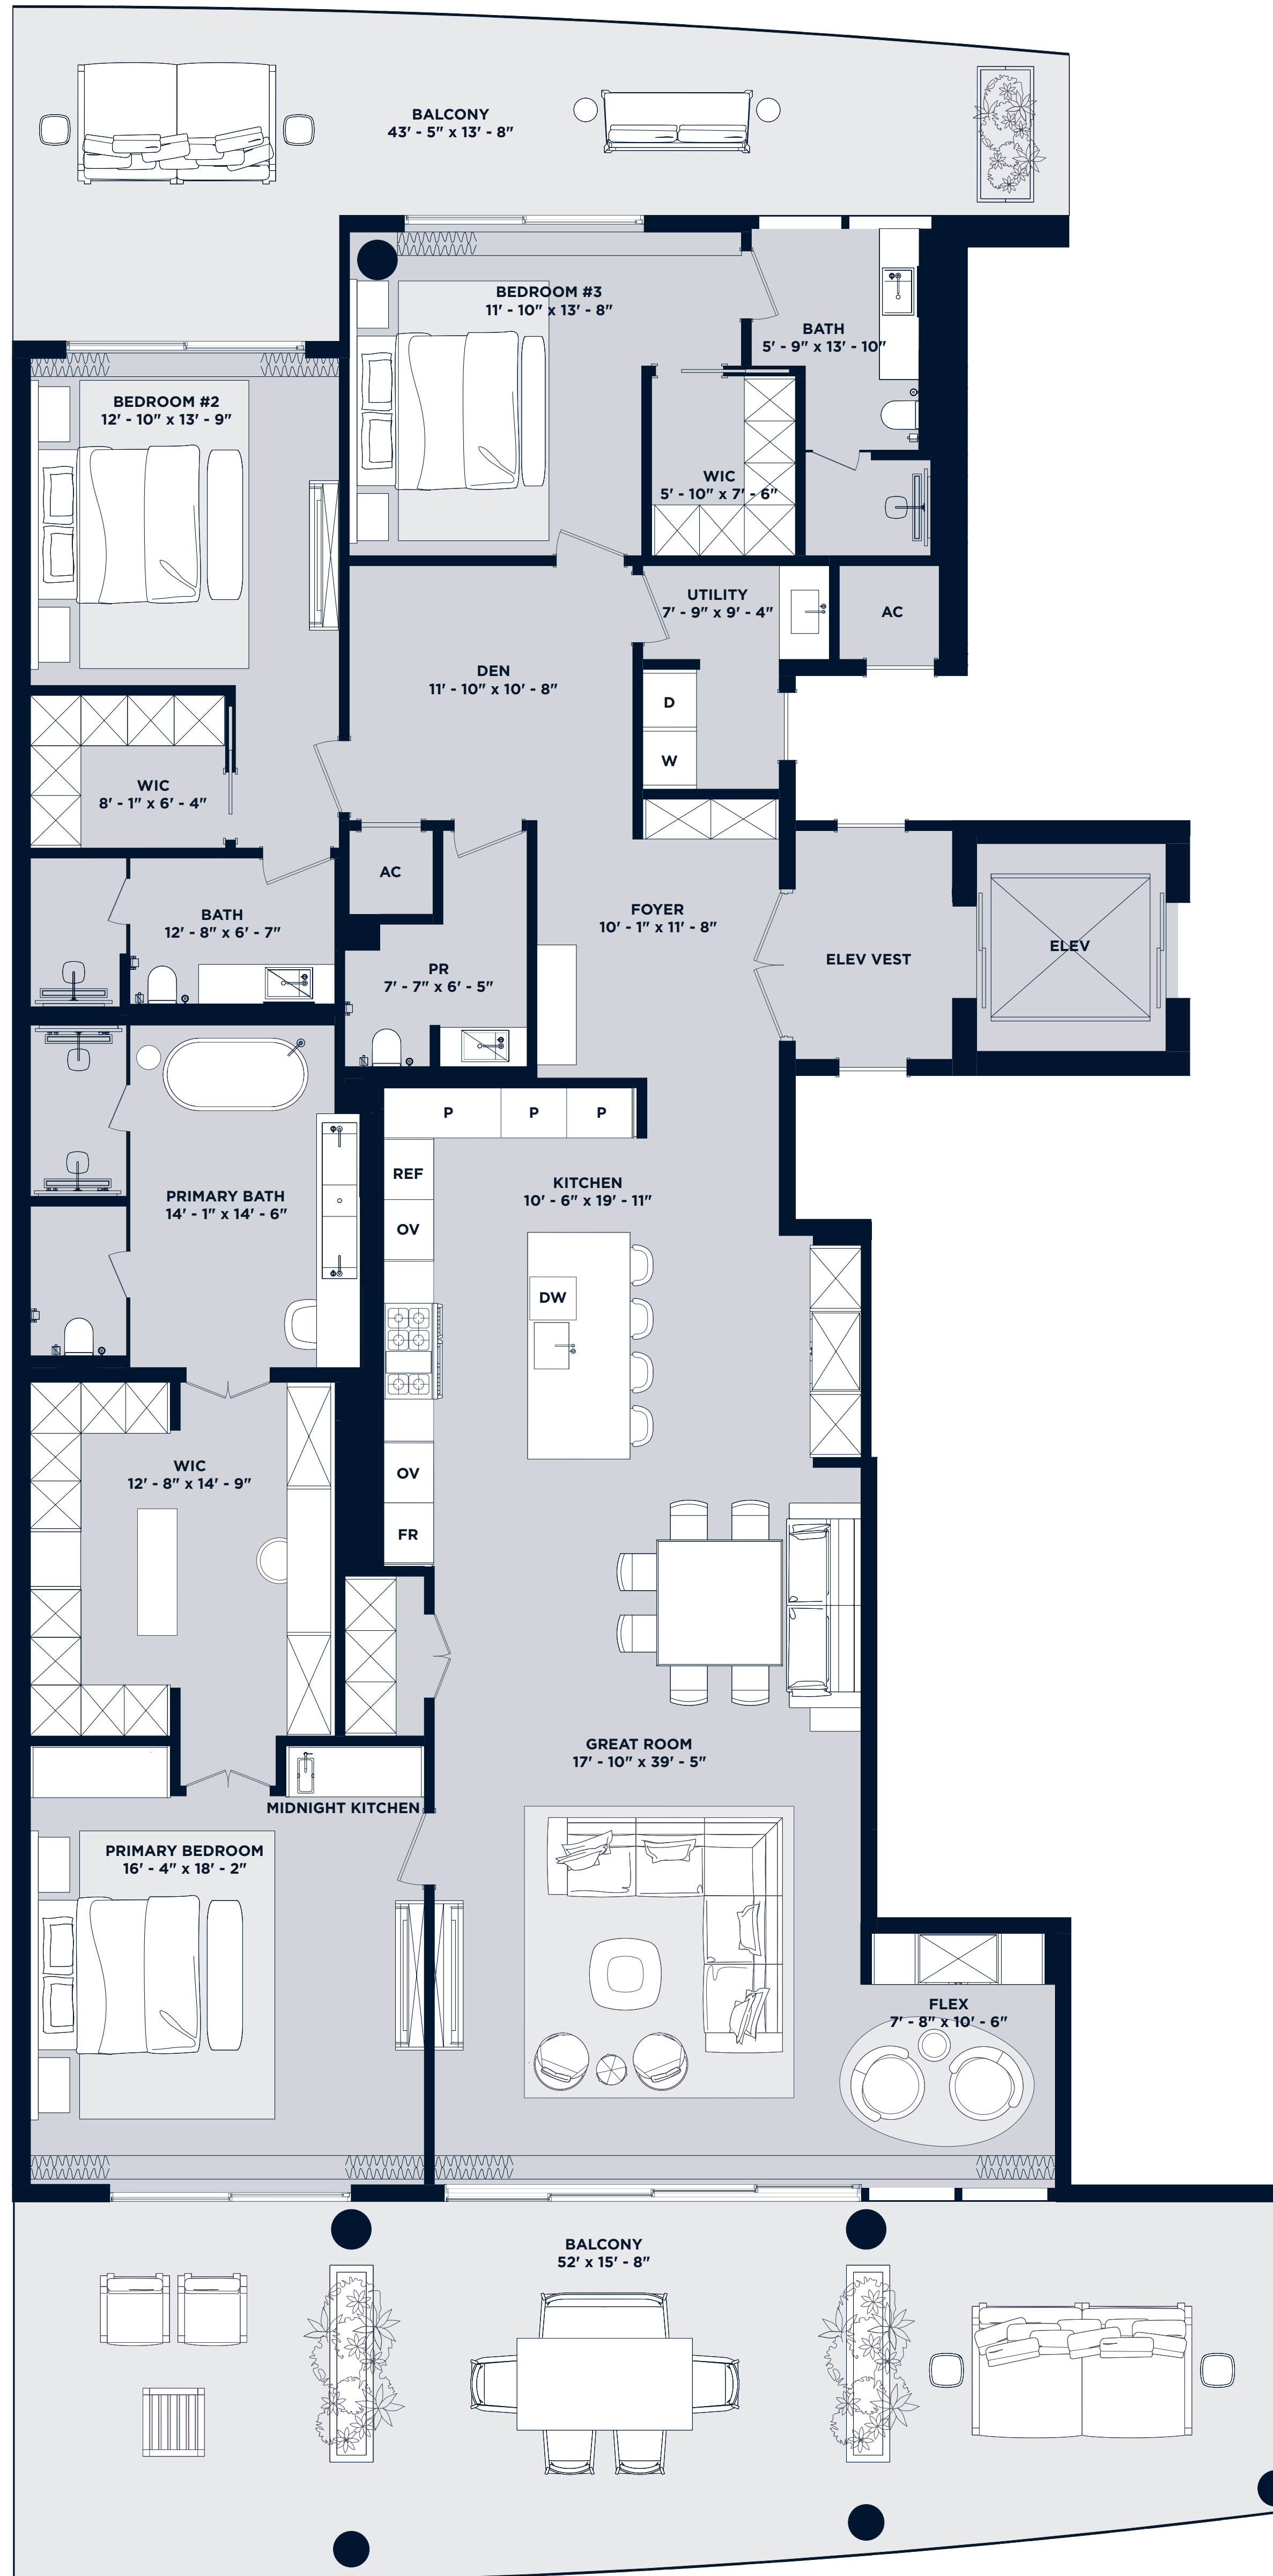 BALCONY
43' - 5" x 13' - 8"
BEDROOM #3
11' - 10" x 13' - 8"
BATH
5' - 9" x 13' - 10"
BEDROOM #2
12' - 10" x 13' - 9"
WIC
5' - 10" x 7' - 6"
UTILITY
7' - 9" x 9' - 4"
AC
DEN
11' - 10" x 10' - 8"
D
W
WIC
8' - 1" x 6' - 4"
AC
BATH
12' - 8" x 6' - 7"
FOYER
10' - 1" x 11' - 8"
ELEV VEST
ELEV
PR
7' - 7" x 6' - 5"
P
P
P
REF
KITCHEN
10' - 6" x 19' - 11"
PRIMARY BATH
14' - 1" x 14' - 6"
OV
DW
WIC
12' - 8" x 14' - 9"
OV
FR
GREAT ROOM
17' - 10" x 39' - 5"
MIDNIGHT KITCHEN
PRIMARY BEDROOM
16' - 4" x 18' - 2"
FLEX
7' - 8" x 10' - 6"
BALCONY
52' x 15' - 8"